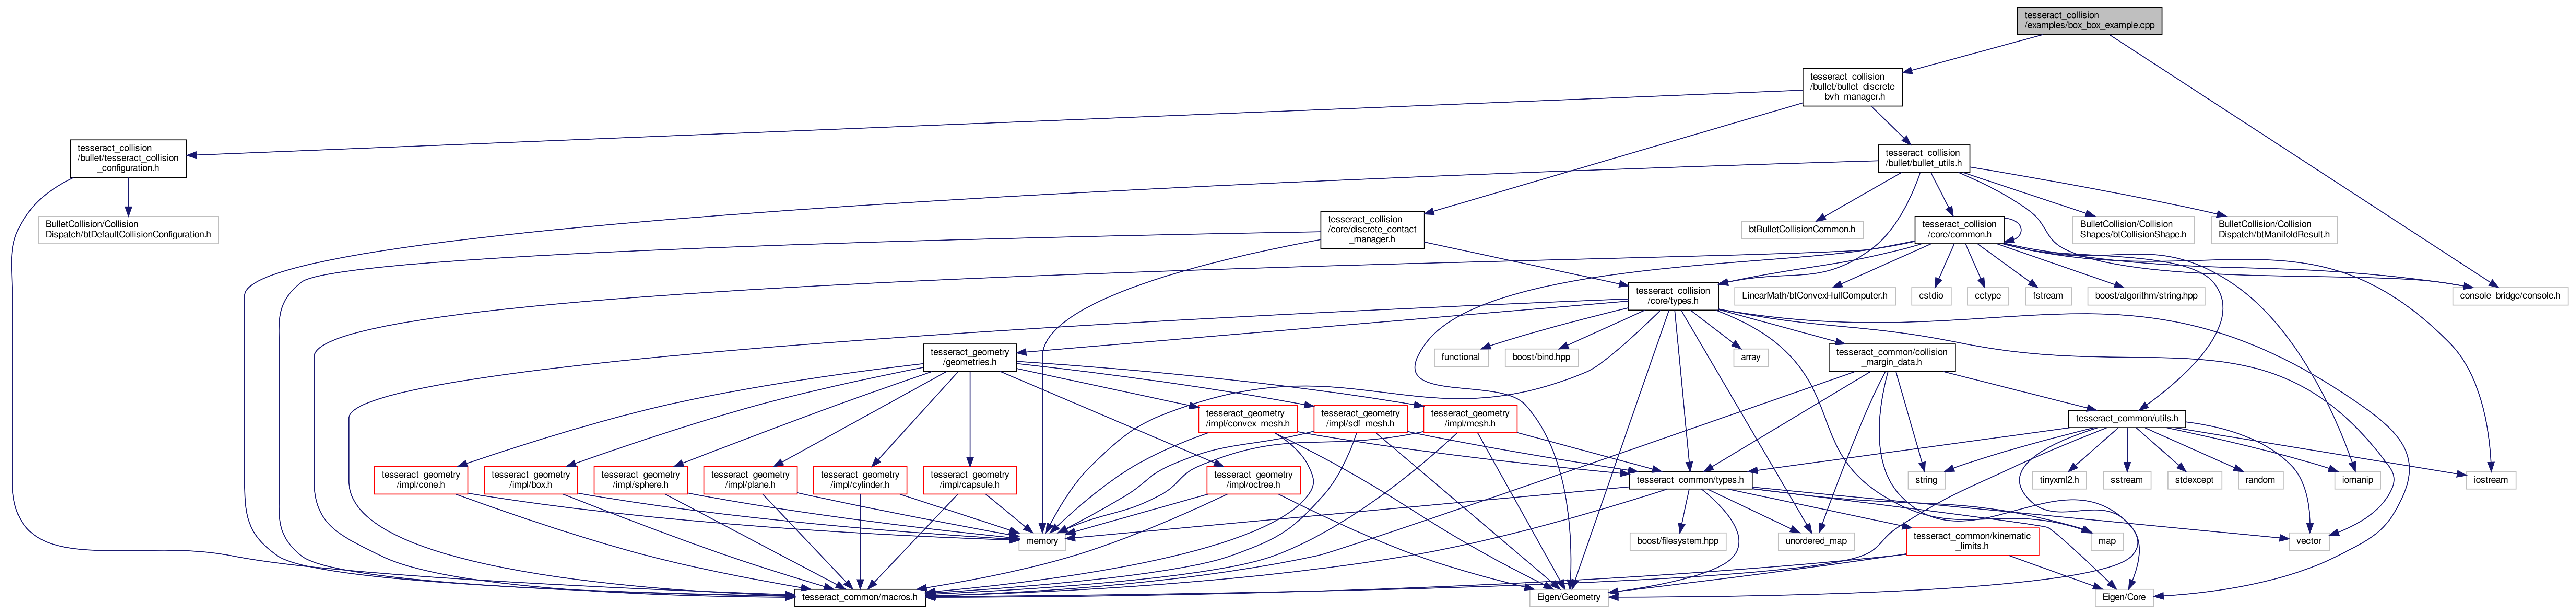 tesseract_collision
/examples/box_box_example.cpp
tesseract_collision
/bullet/bullet_discrete
_bvh_manager.h
tesseract_collision
/bullet/tesseract_collision
_configuration.h
tesseract_collision
/bullet/bullet_utils.h
BulletCollision/Collision
Dispatch/btDefaultCollisionConfiguration.h
tesseract_collision
/core/discrete_contact
_manager.h
btBulletCollisionCommon.h
tesseract_collision
/core/common.h
BulletCollision/Collision
Shapes/btCollisionShape.h
BulletCollision/Collision
Dispatch/btManifoldResult.h
tesseract_collision
/core/types.h
LinearMath/btConvexHullComputer.h
cstdio
cctype
fstream
boost/algorithm/string.hpp
console_bridge/console.h
tesseract_geometry
/geometries.h
functional
boost/bind.hpp
array
tesseract_common/collision
_margin_data.h
tesseract_geometry
/impl/convex_mesh.h
tesseract_geometry
/impl/sdf_mesh.h
tesseract_geometry
/impl/mesh.h
tesseract_common/utils.h
tesseract_geometry
/impl/cone.h
tesseract_geometry
/impl/box.h
tesseract_geometry
/impl/sphere.h
tesseract_geometry
/impl/plane.h
tesseract_geometry
/impl/cylinder.h
tesseract_geometry
/impl/capsule.h
tesseract_geometry
/impl/octree.h
tesseract_common/types.h
string
tinyxml2.h
sstream
stdexcept
random
iomanip
iostream
memory
boost/filesystem.hpp
unordered_map
tesseract_common/kinematic
_limits.h
map
vector
tesseract_common/macros.h
Eigen/Geometry
Eigen/Core